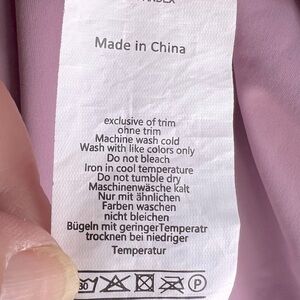 Made in China
exclusive of trim
ohne trim
Machine wash cold
Wash with like colors only
Do not bleach
Iron in cool temperature
Do not tumble dry
Maschinenwäsche kalt
Nur mit ähnlichen
Farben waschen
nicht bleichen
Bügeln mit geringerTemperatr
trocknen bei niedriger
Temperatur
30 P